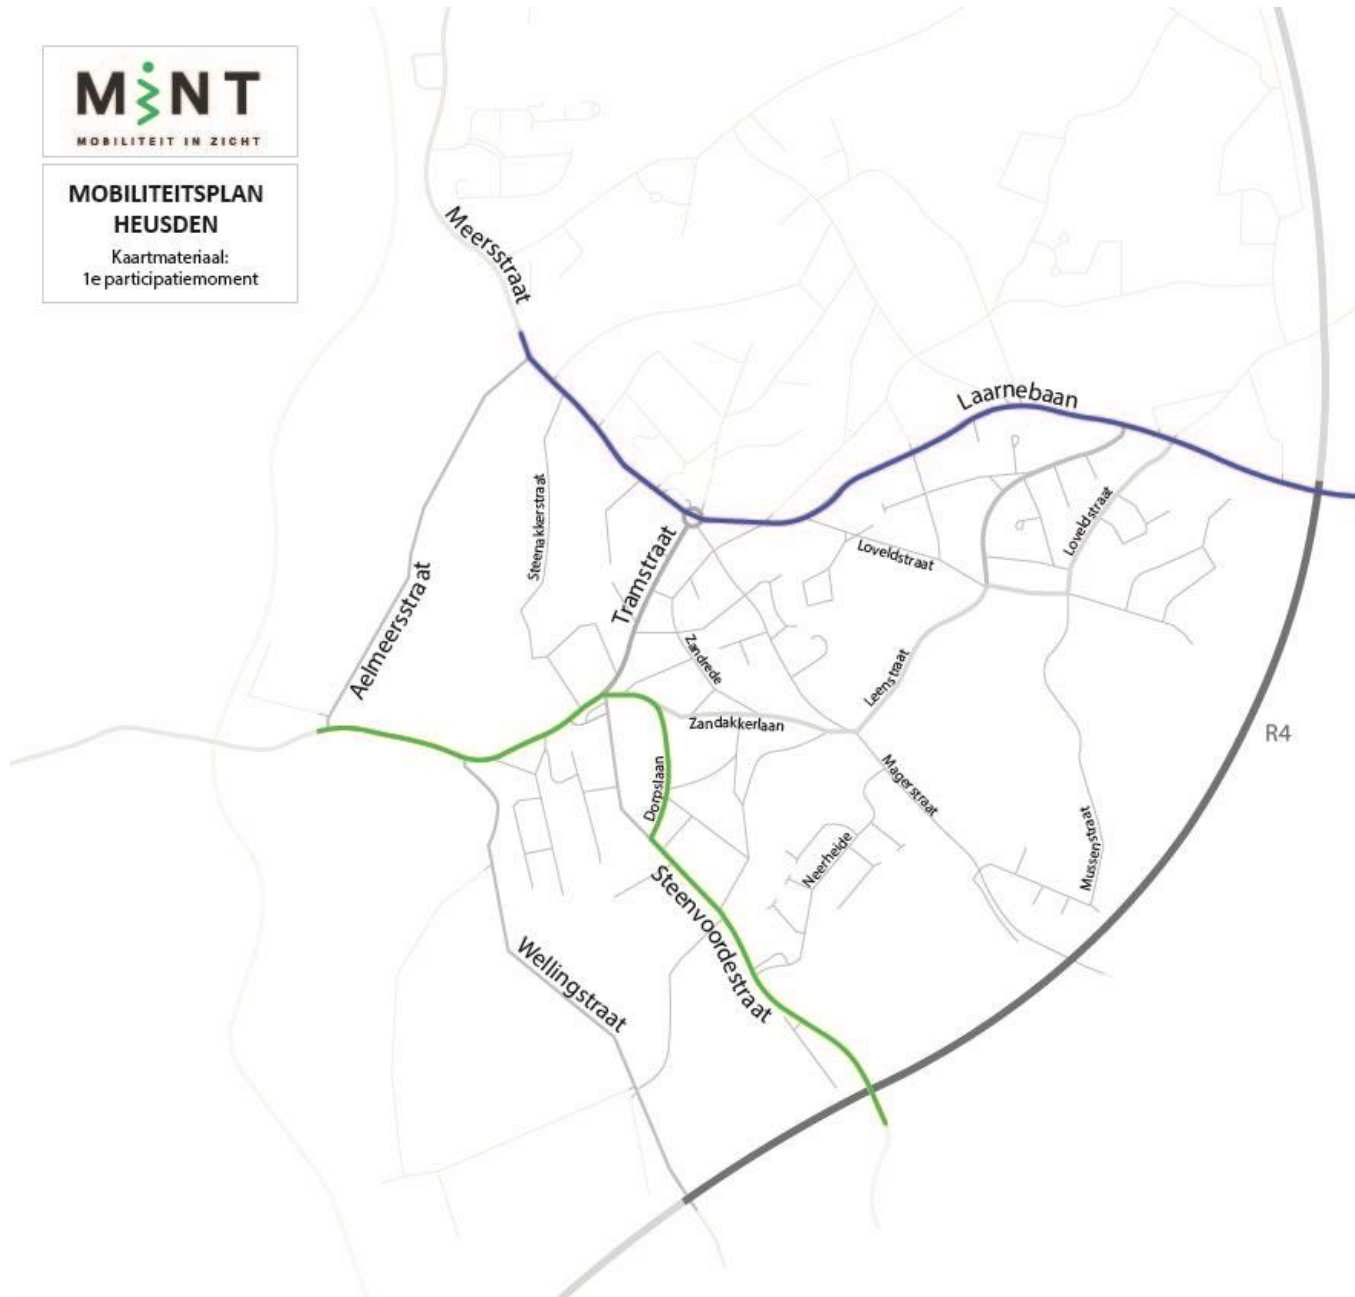 MiNT
MOBILITEIT IN ZICHT
MOBILITEITSPLAN
HEUSDEN
Kaartmateriaal:
1e participatiemoment
Meersstraat
Laarnebaan
Steenakkerstraat
Loveldstraat
Tramstraat
Loveldstraat
Aelmeersstraat
Zandrede
Leenstraat
Zandakkerlaan
R4
Dorpslaan
Magerstraat
Mussenstraat
Neerheide
Steenvoordestraat
Wellingstraat